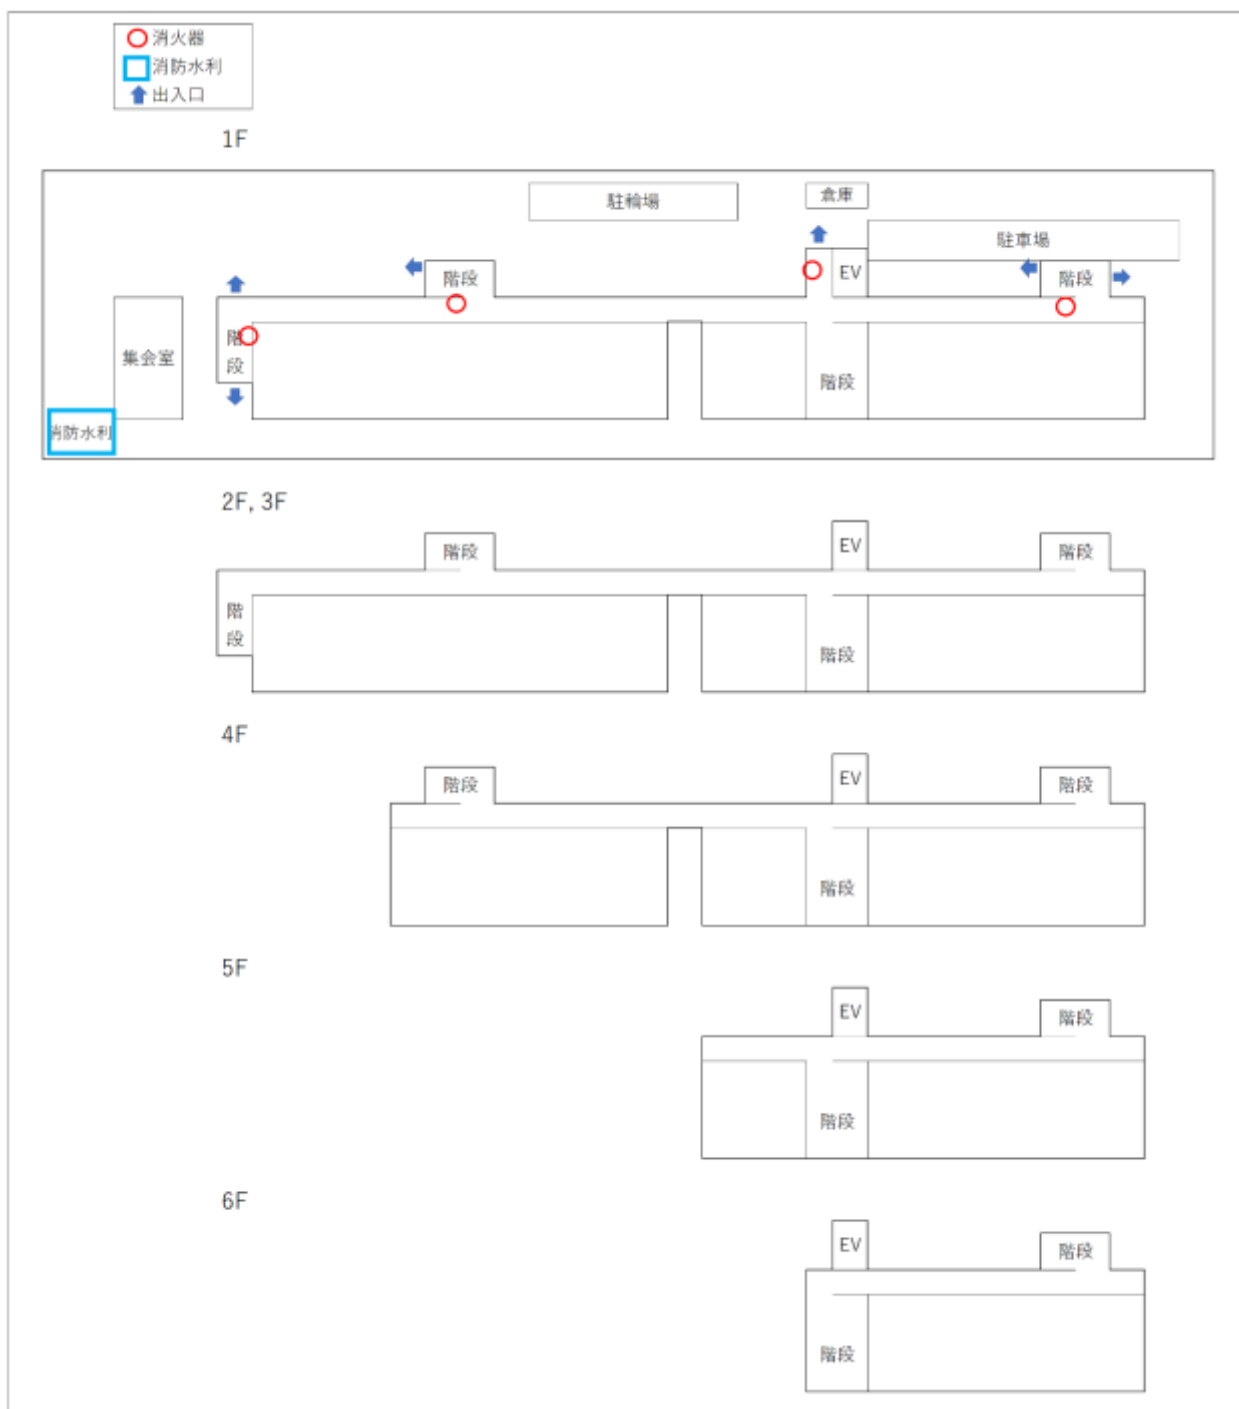 消火器
消防水利
出入口
1F
駐輪場
倉庫
駐車場
階段
EV
階段
階
段
集会室
階段
消防水利
2F, 3F
階段
EV
階段
階
段
階段
4F
階段
EV
階段
階段
5F
EV
階段
階段
6F
EV
階段
階段